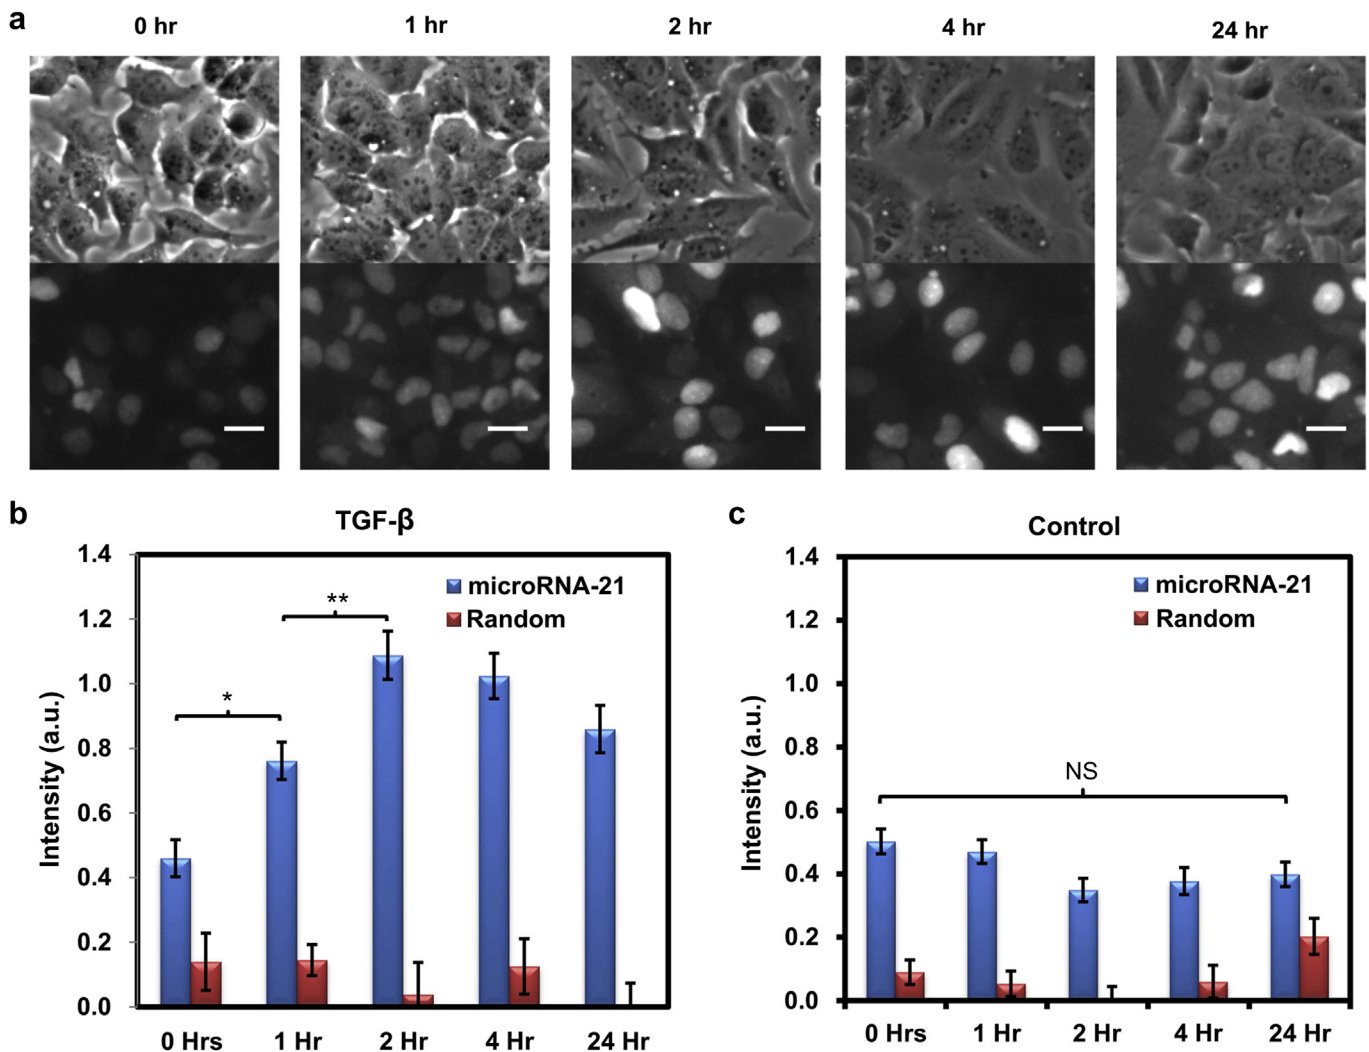 a
0 hr 1 hr 2 hr 4 hr 24 hr
b
TGF-β
1.4
1.2
1.0
0.8
0.6
0.4
0.2
0.0
Intensity (a.u.)
microRNA-21
Random
*
**
0 Hrs 1 Hr 2 Hr 4 Hr 24 Hr
c
Control
1.4
1.2
1.0
0.8
0.6
0.4
0.2
0.0
Intensity (a.u.)
microRNA-21
Random
NS
0 Hrs 1 Hr 2 Hr 4 Hr 24 Hr